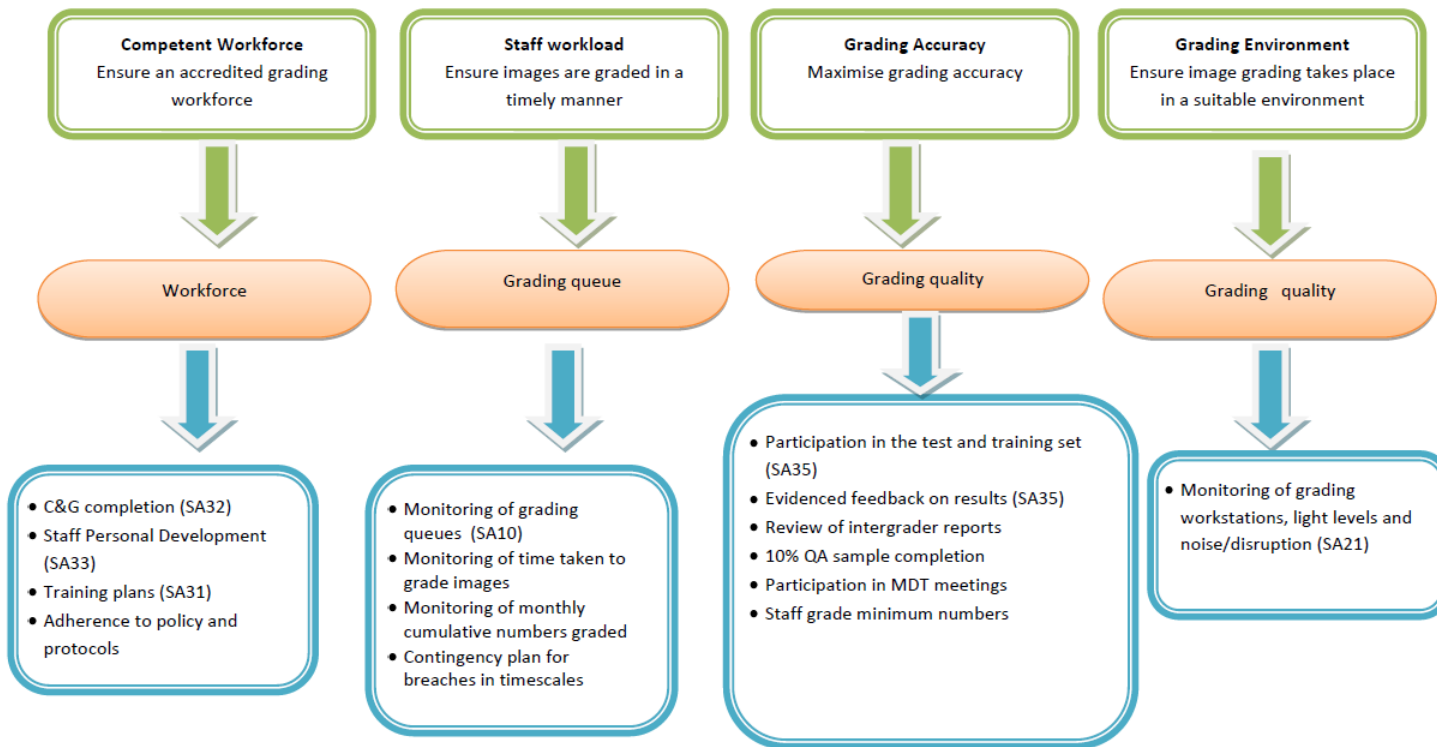 Competent Workforce
Ensure an accredited grading
workforce
Staff workload
Ensure images are graded in a
timely manner
Grading Accuracy
Maximise grading accuracy
Grading Environment
Ensure image grading takes place
in a suitable environment
Workforce
Grading queue
Grading quality
Grading quality
• C&G completion (SA32)
• Staff Personal Development
(SA33)
• Training plans (SA31)
• Adherence to policy and
protocols
• Monitoring of grading
queues (SA10)
• Monitoring of time taken to
grade images
• Monitoring of monthly
cumulative numbers graded
• Contingency plan for
breaches in timescales
• Participation in the test and training set
(SA35)
• Evidenced feedback on results (SA35)
• Review of intergrader reports
• 10% QA sample completion
• Participation in MDT meetings
• Staff grade minimum numbers
• Monitoring of grading
workstations, light levels and
noise/disruption (SA21)